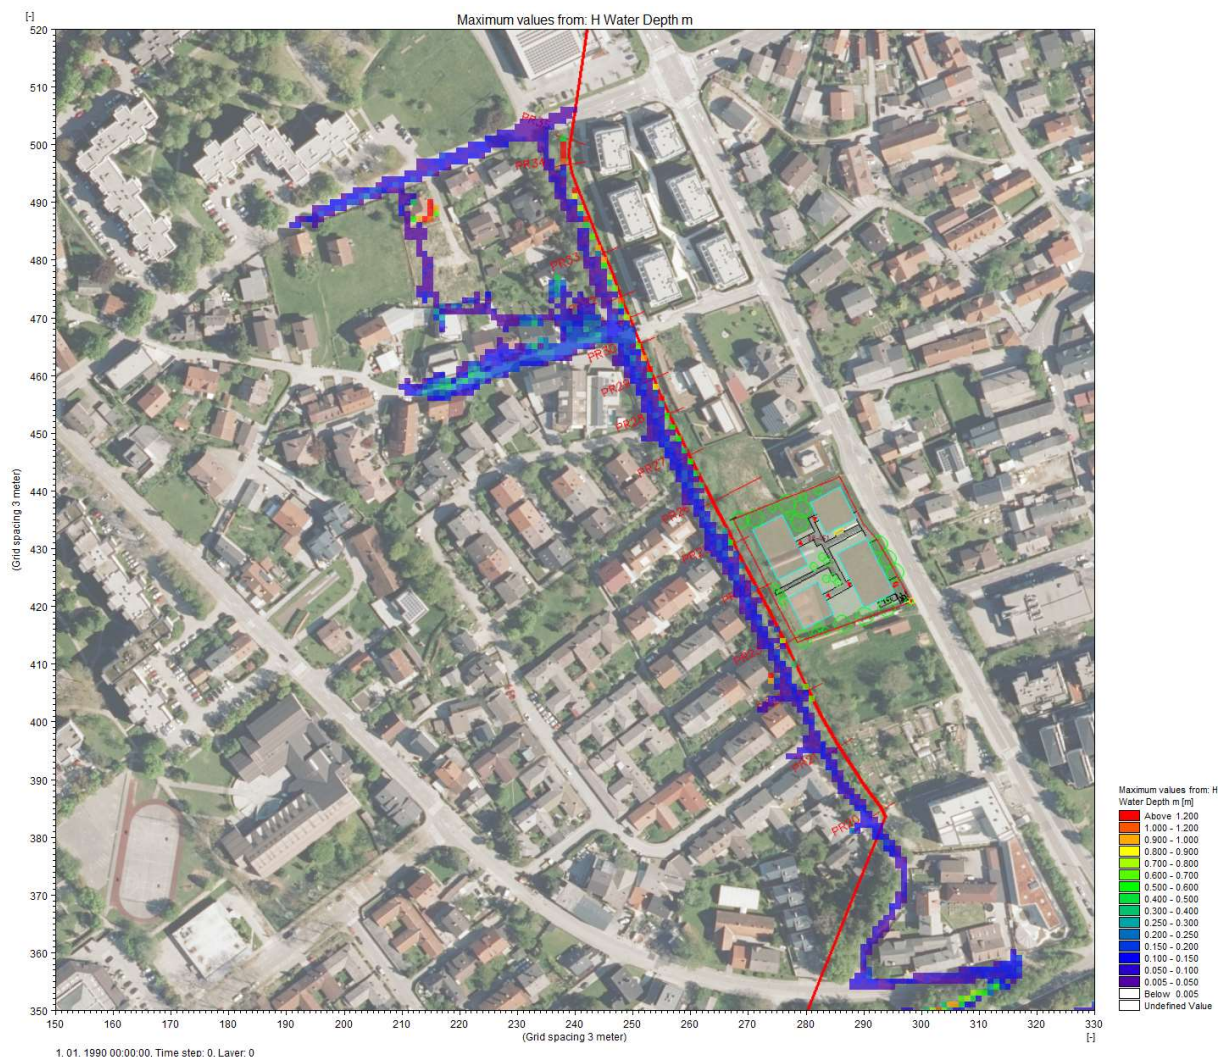 Maximum values from: H Water Depth m
[-]
520
510
500
490
480
470
460
450
440
430
420
410
400
390
380
370
360
350
(Grid spacing 3 meter)
PR34
PR33
PR29
PR28
PR27
PR26
150 160 170 180 190 200 210 220 230 240 250 260 270 280 290 300 310 320 330
(Grid spacing 3 meter)
[-]
1. 01. 1990 00:00:00, Time step: 0, Layer: 0
Maximum values from: H
Water Depth m [m]
Above 1.200
1.000 - 1.200
0.900 - 1.000
0.800 - 0.900
0.700 - 0.800
0.600 - 0.700
0.500 - 0.600
0.400 - 0.500
0.300 - 0.400
0.250 - 0.300
0.200 - 0.250
0.150 - 0.200
0.100 - 0.150
0.050 - 0.100
0.005 - 0.050
Below 0.005
Undefined Value